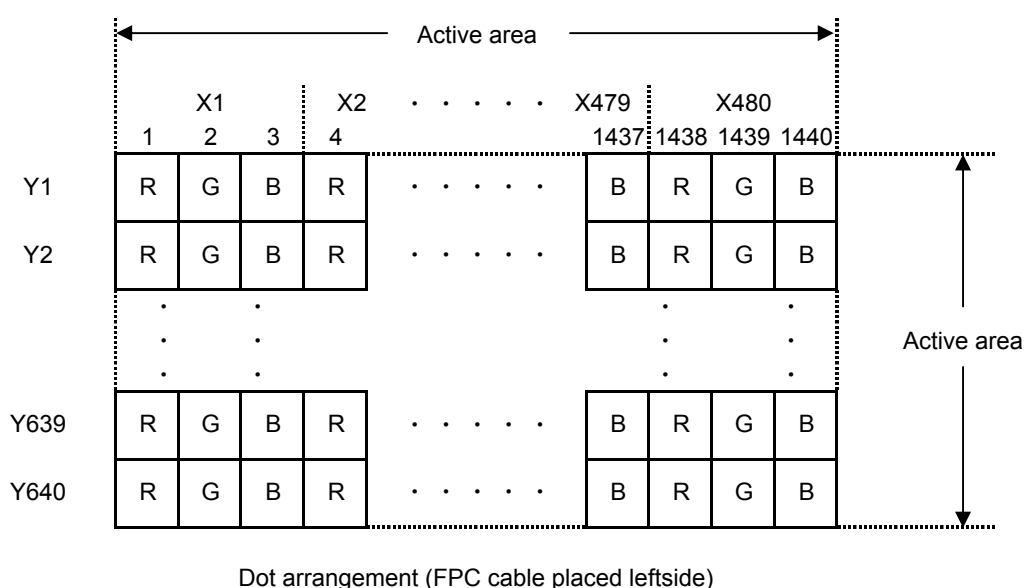 Active area
X1 X2 · · · · · X479 X480
1 2 3 4 1437 1438 1439 1440
Y1 R G B R · · · · · B R G B
Y2 R G B R · · · · · B R G B
Active area
Y639 R G B R · · · · · B R G B
Y640 R G B R · · · · · B R G B
Dot arrangement (FPC cable placed leftside)